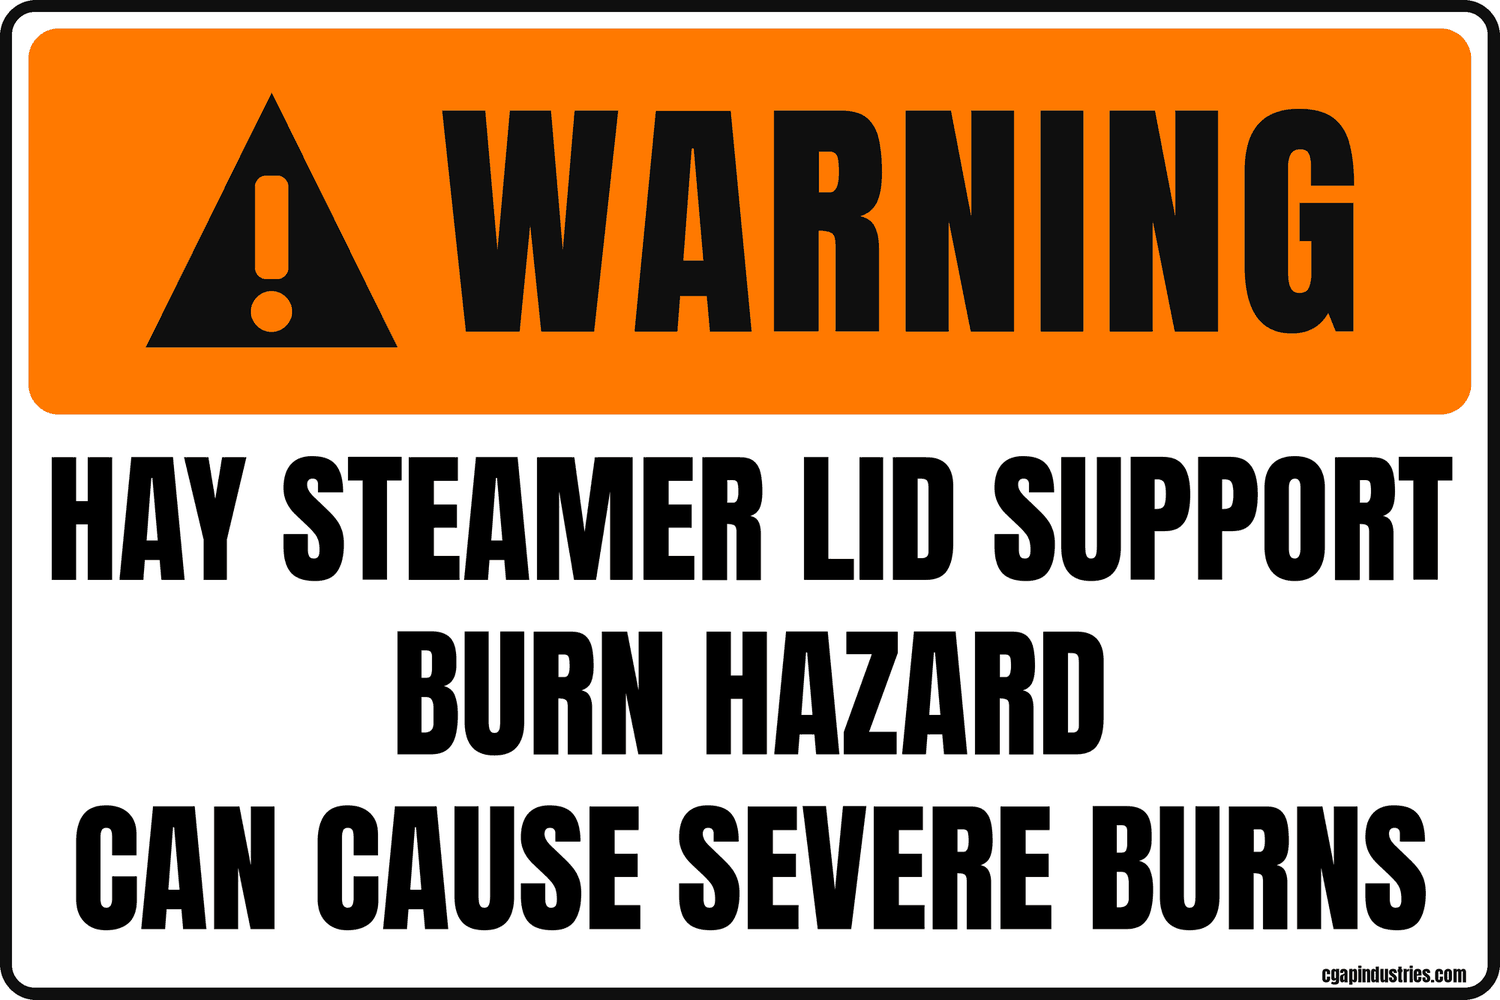 WARNING
HAY STEAMER LID SUPPORT
BURN HAZARD
CAN CAUSE SEVERE BURNS
cgapindustries.com